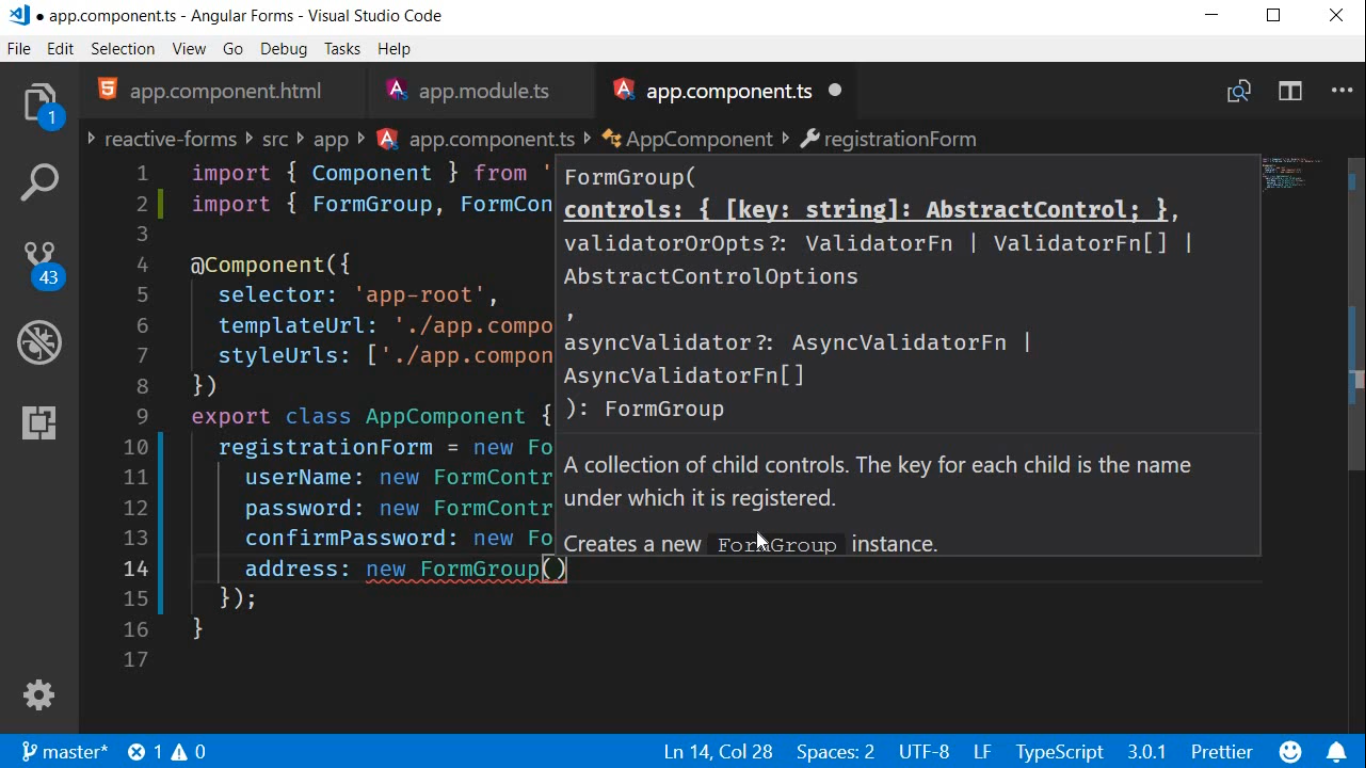 ● app.component.ts - Angular Forms - Visual Studio Code
File Edit Selection View Go Debug Tasks Help
app.component.html app.module.ts app.component.ts ●
reactive-forms src app app.component.ts AppComponent registrationForm
1 import { Component } from '
2 import { FormGroup, FormCon
3
4 @Component({
5 selector: 'app-root',
6 templateUrl: './app.compo
7 styleUrls: ['./app.compon
8 })
9 export class AppComponent {
10 registrationForm = new Fo
11 userName: new FormContr
12 password: new FormContr
13 confirmPassword: new Fo
14 address: new FormGroup()
15 });
16 }
17
FormGroup(
controls: { [key: string]: AbstractControl; },
validatorOrOpts?: ValidatorFn | ValidatorFn[] |
AbstractControlOptions
,
asyncValidator?: AsyncValidatorFn |
AsyncValidatorFn[]
): FormGroup
A collection of child controls. The key for each child is the name
under which it is registered.
Creates a new FormGroup instance.
1
43
master* 1 0 Ln 14, Col 28 Spaces: 2 UTF-8 LF TypeScript 3.0.1 Prettier